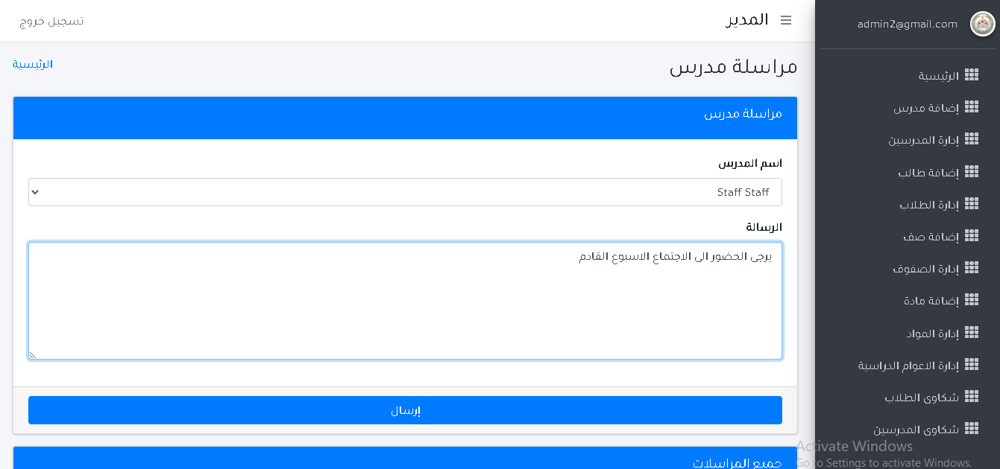 admin2@gmail.com
الرئيسية
إضافة مدرس
إدارة المدرسين
إضافة طالب
إدارة الطلاب
إضافة صف
إدارة الصفوف
إضافة مادة
إدارة المواد
إدارة الاعوام الدراسية
شكاوى الطلاب
شكاوى المدرسين
المدير
تسجيل خروج
مراسلة مدرس
الرئيسية
مراسلة مدرس
اسم المدرس
Staff Staff
الرسالة
يرجى الحضور الى الاجتماع الاسبوع القادم
إرسال
جميع المراسلات
Activate Windows
Go to Settings to activate Windows.